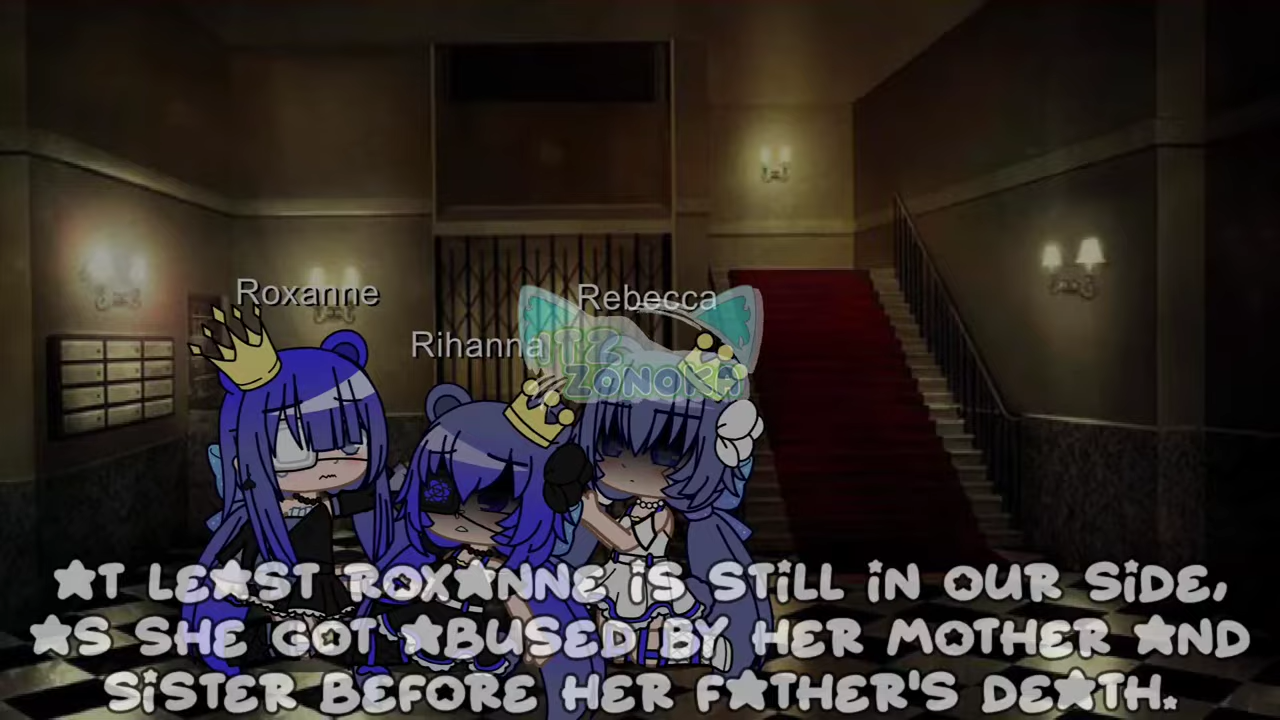 Roxanne
Rebecca
Rihanna
ITZ
ZONOKA
AT LEAST ROXANNE IS STILL IN OUR SIDE,
AS SHE GOT ABUSED BY HER MOTHER AND
SISTER BEFORE HER FATHER'S DEATH.